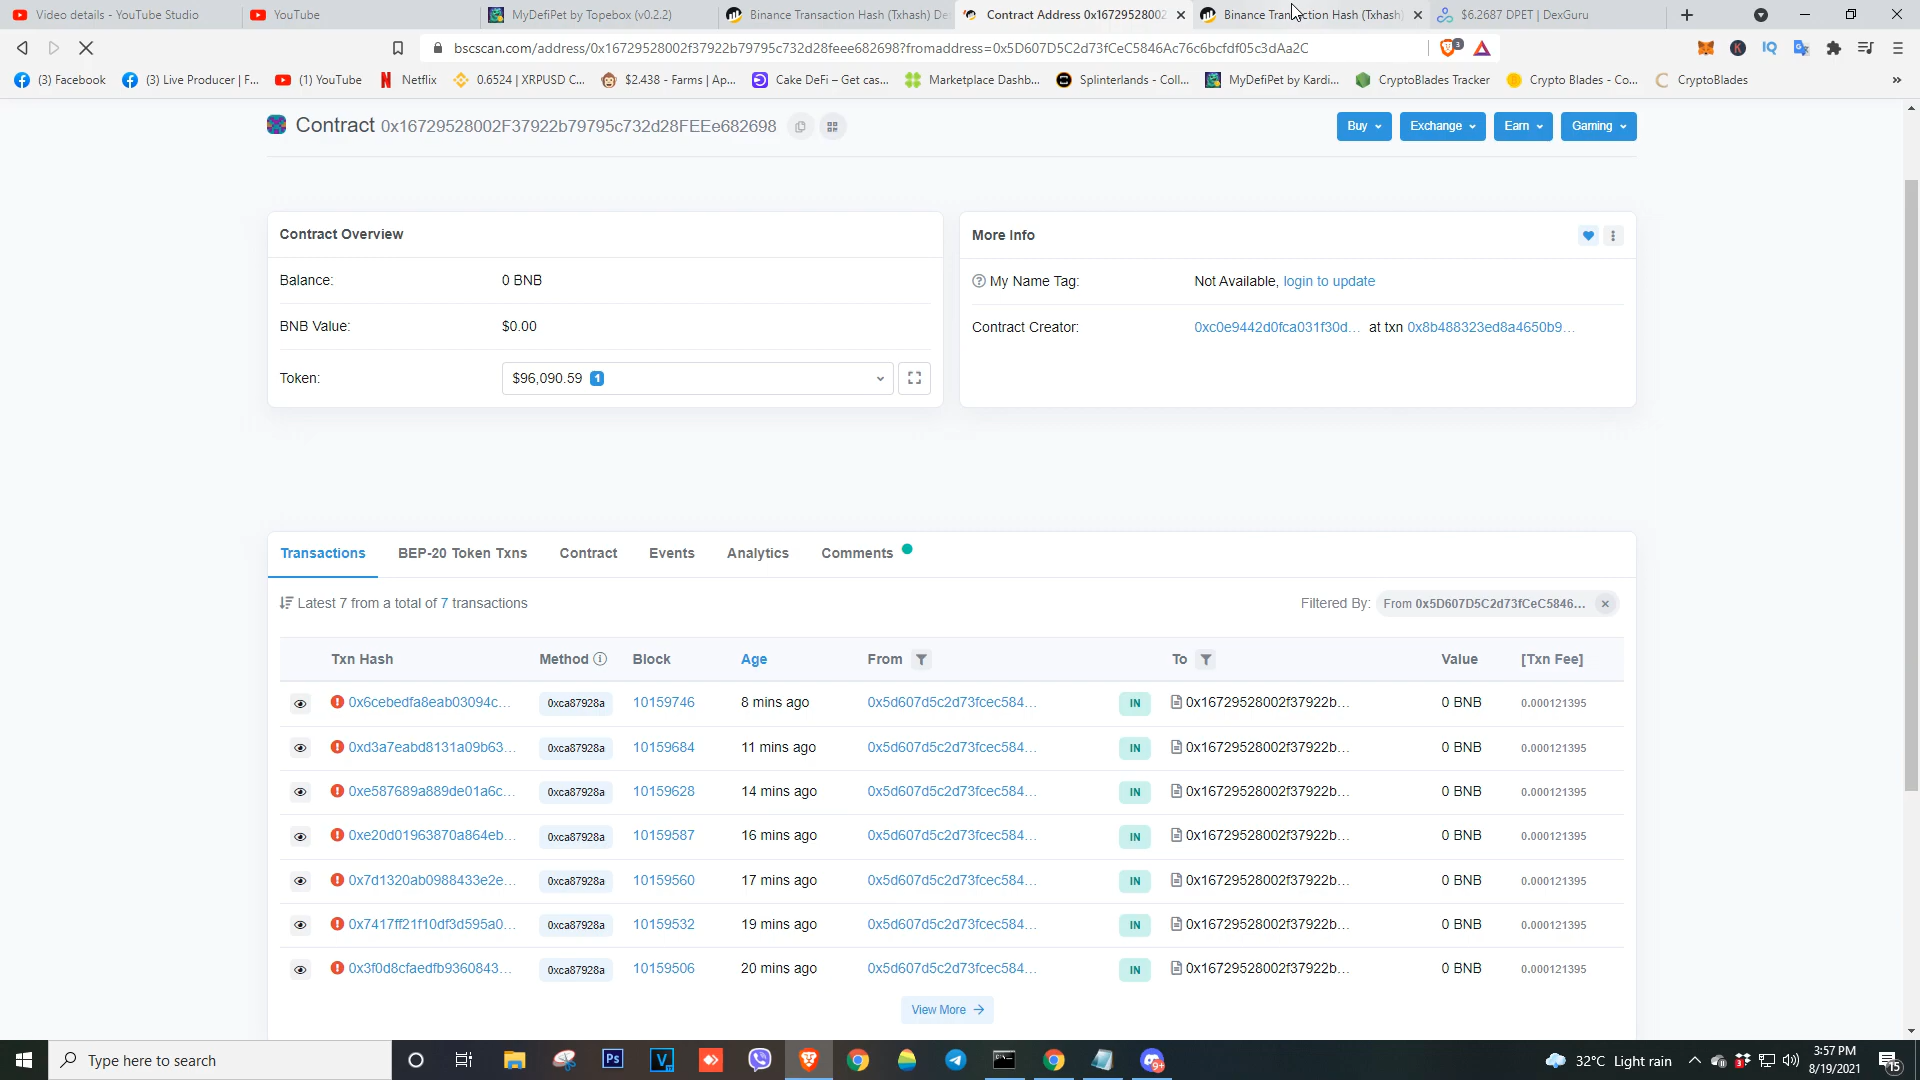 Video details - YouTube Studio
YouTube
MyDefiPet by Topebox (v0.2.2)
Binance Transaction Hash (Txhash) De
Contract Address 0x16729528002
Binance Transaction Hash (Txhash)
$6.2687 DPET | DexGuru
bscscan.com/address/0x16729528002f37922b79795c732d28feee682698?fromaddress=0x5D607D5C2d73fCeC5846Ac76c6bcfdf05c3dAa2C
3
(3) Facebook
(3) Live Producer | F...
(1) YouTube
Netflix
0.6524 | XRPUSD C...
$2.438 - Farms | Ap...
Cake DeFi – Get cas...
Marketplace Dashb...
Splinterlands - Coll...
MyDefiPet by Kardi...
CryptoBlades Tracker
Crypto Blades - Co...
CryptoBlades
Contract 0x16729528002F37922b79795c732d28FEEe682698
Buy
Exchange
Earn
Gaming
Contract Overview
Balance:
0 BNB
BNB Value:
$0.00
Token:
$96,090.59 1
More Info
My Name Tag:
Not Available, login to update
Contract Creator:
0xc0e9442d0fca031f30d... at txn 0x8b488323ed8a4650b9...
Transactions
BEP-20 Token Txns
Contract
Events
Analytics
Comments
Latest 7 from a total of 7 transactions
Filtered By: From 0x5D607D5C2d73fCeC5846...
Txn Hash Method Block Age From To Value [Txn Fee]
0x6cebedfa8eab03094c... 0xca87928a 10159746 8 mins ago 0x5d607d5c2d73fcec584... IN 0x16729528002f37922b... 0 BNB 0.000121395
0xd3a7eabd8131a09b63... 0xca87928a 10159684 11 mins ago 0x5d607d5c2d73fcec584... IN 0x16729528002f37922b... 0 BNB 0.000121395
0xe587689a889de01a6c... 0xca87928a 10159628 14 mins ago 0x5d607d5c2d73fcec584... IN 0x16729528002f37922b... 0 BNB 0.000121395
0xe20d01963870a864eb... 0xca87928a 10159587 16 mins ago 0x5d607d5c2d73fcec584... IN 0x16729528002f37922b... 0 BNB 0.000121395
0x7d1320ab0988433e2e... 0xca87928a 10159560 17 mins ago 0x5d607d5c2d73fcec584... IN 0x16729528002f37922b... 0 BNB 0.000121395
0x7417ff21f10df3d595a0... 0xca87928a 10159532 19 mins ago 0x5d607d5c2d73fcec584... IN 0x16729528002f37922b... 0 BNB 0.000121395
0x3f0d8cfaedfb9360843... 0xca87928a 10159506 20 mins ago 0x5d607d5c2d73fcec584... IN 0x16729528002f37922b... 0 BNB 0.000121395
View More
Type here to search
32°C Light rain
3:57 PM
8/19/2021
15